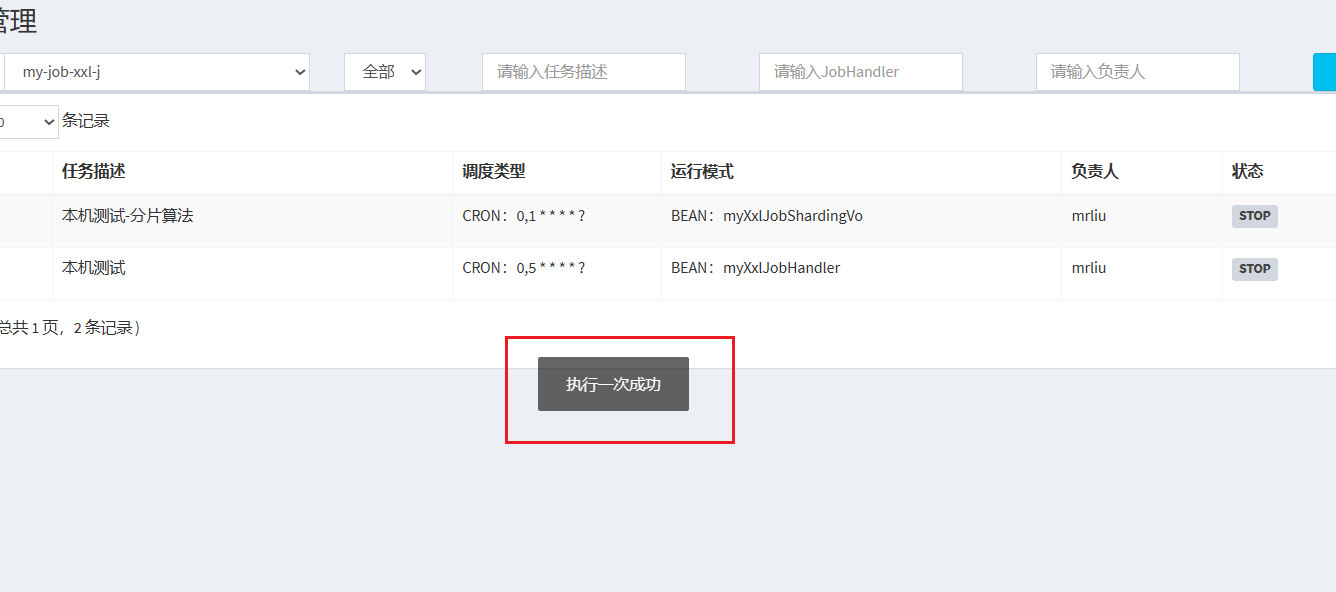 管理
my-job-xxl-j 全部 请输入任务描述 请输入JobHandler 请输入负责人
条记录
任务描述 调度类型 运行模式 负责人 状态
本机测试-分片算法 CRON：0,1 * * * * ? BEAN：myXxlJobShardingVo mrliu STOP
本机测试 CRON：0,5 * * * * ? BEAN：myXxlJobHandler mrliu STOP
总共 1 页，2 条记录）
执行一次成功